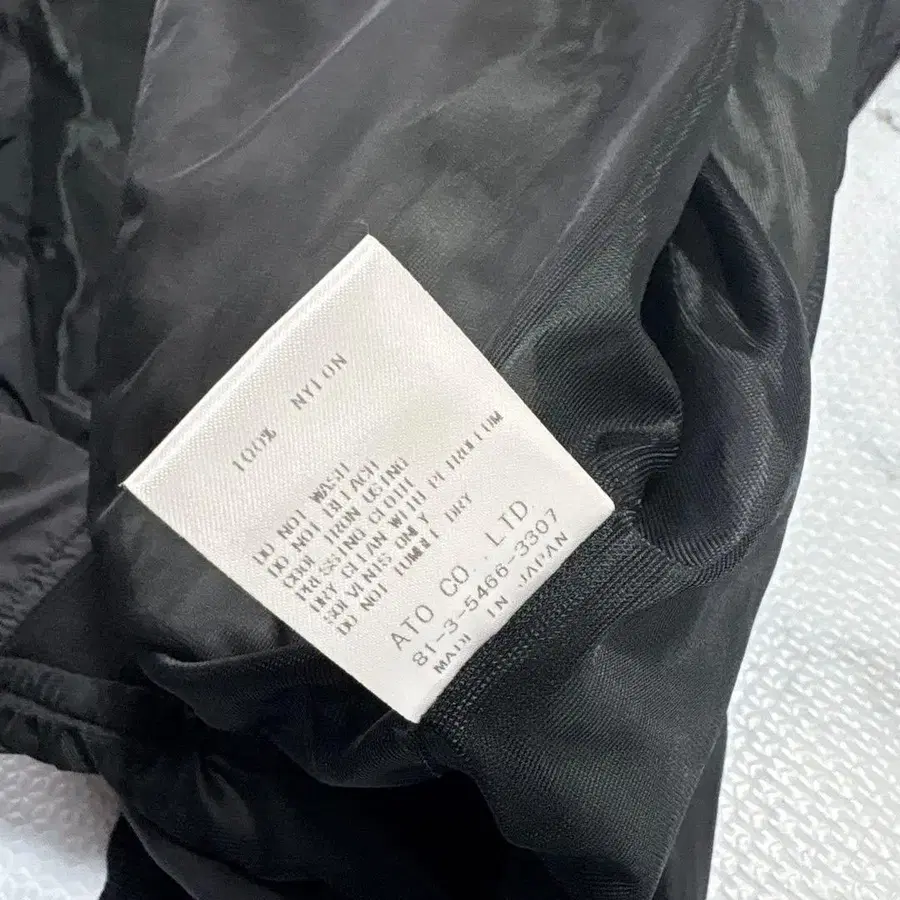 100% NYLON
DO NOT WASH
DO NOT BLEACH
COOL IRON USING
PRESSING CLOTH
DRY CLEAN WITH PETROLEUM
SOLVENTS ONLY
DO NOT TUMBLE DRY
ATO CO., LTD.
81-3-5466-3307
MADE IN JAPAN